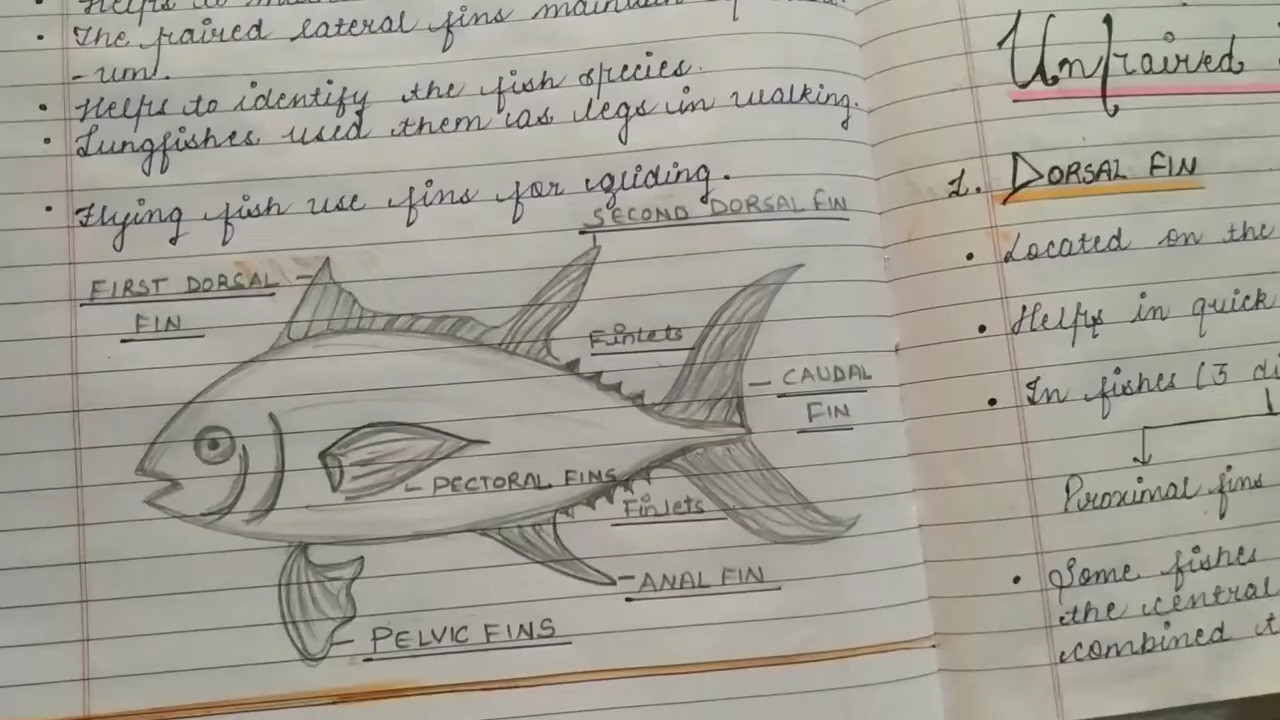 Helps to
The paired lateral fins maintain
-um.
• Helps to identify the fish species.
• Lungfishes used them as legs in walking.
• Flying fish use fins for gliding.
SECOND DORSAL FIN
FIRST DORSAL
FIN
Finlets
CAUDAL
FIN
PECTORAL FINS
Finlets
ANAL FIN
PELVIC FINS
Unpaired
1. DORSAL FIN
• Located on the
• Helps in quick
• In fishes (3 di
Proximal fins
• Some fishes
the central
combined t